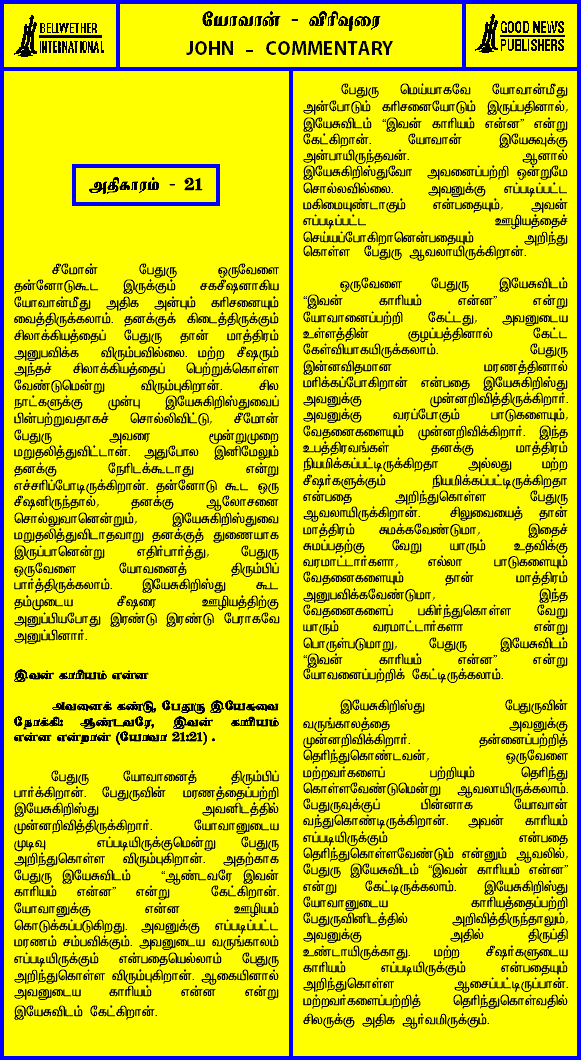 BELWETHER
INTERNATIONAL
யோவான் - விரிவுரை
JOHN - COMMENTARY
GOOD NEWS
PUBLISHERS
அதிகாரம் - 21
சீமோன் பேதுரு ஒருவேளை
தன்னோடுகூட இருக்கும் சகசீஷனாகிய
யோவான்மீது அதிக அன்பும் கரிசனையும்
வைத்திருக்கலாம். தனக்குக் கிடைத்திருக்கும்
சிலாக்கியத்தைப் பேதுரு தான் மாத்திரம்
அனுபவிக்க விரும்பவில்லை. மற்ற சீஷரும்
அந்தச் சிலாக்கியத்தைப் பெற்றுக்கொள்ள
வேண்டுமென்று விரும்புகிறான். சில
நாட்களுக்கு முன்பு இயேசுகிறிஸ்துவைப்
பின்பற்றுவதாகச் சொல்லிவிட்டு, சீமோன்
பேதுரு அவரை மூன்றுமுறை
மறுதலித்துவிட்டான். அதுபோல இனிமேலும்
தனக்கு நேரிடக்கூடாது என்று
எச்சரிப்போடிருக்கிறான். தன்னோடு கூட ஒரு
சீஷனிருந்தால், தனக்கு ஆலோசனை
சொல்லுவானென்றும், இயேசுகிறிஸ்துவை
மறுதலித்துவிடாதவாறு தனக்குத் துணையாக
இருப்பானென்று எதிர்பார்த்து, பேதுரு
ஒருவேளை யோவானைத் திரும்பிப்
பார்த்திருக்கலாம். இயேசுகிறிஸ்து கூட
தம்முடைய சீஷரை ஊழியத்திற்கு
அனுப்பியபோது இரண்டு இரண்டு பேராகவே
அனுப்பினார்.
இவன் காரியம் என்ன
அவனைக் கண்டு, பேதுரு இயேசுவை
நோக்கி: ஆண்டவரே, இவன் காரியம்
என்ன என்றான் (யோவா 21:21) .
பேதுரு யோவானைத் திரும்பிப்
பார்க்கிறான். பேதுருவின் மரணத்தைப்பற்றி
இயேசுகிறிஸ்து அவனிடத்தில்
முன்னறிவித்திருக்கிறார். யோவானுடைய
முடிவு எப்படியிருக்குமென்று பேதுரு
அறிந்துகொள்ள விரும்புகிறான். அதற்காக
பேதுரு இயேசுவிடம் “ஆண்டவரே இவன்
காரியம் என்ன” என்று கேட்கிறான்.
யோவானுக்கு என்ன ஊழியம்
கொடுக்கப்படுகிறது. அவனுக்கு எப்படிப்பட்ட
மரணம் சம்பவிக்கும். அவனுடைய வருங்காலம்
எப்படியிருக்கும் என்பதையெல்லாம் பேதுரு
அறிந்துகொள்ள விரும்புகிறான். ஆகையினால்
அவனுடைய காரியம் என்ன என்று
இயேசுவிடம் கேட்கிறான்.
பேதுரு மெய்யாகவே யோவான்மீது
அன்போடும் கரிசனையோடும் இருப்பதினால்,
இயேசுவிடம் “இவன் காரியம் என்ன” என்று
கேட்கிறான். யோவான் இயேசுவுக்கு
அன்பாயிருந்தவன். ஆனால்
இயேசுகிறிஸ்துவோ அவனைப்பற்றி ஒன்றுமே
சொல்லவில்லை. அவனுக்கு எப்படிப்பட்ட
மகிமையுண்டாகும் என்பதையும், அவன்
எப்படிப்பட்ட ஊழியத்தைச்
செய்யப்போகிறானென்பதையும் அறிந்து
கொள்ள பேதுரு ஆவலாயிருக்கிறான்.
ஒருவேளை பேதுரு இயேசுவிடம்
“இவன் காரியம் என்ன” என்று
யோவானைப்பற்றி கேட்டது, அவனுடைய
உள்ளத்தின் குழப்பத்தினால் கேட்ட
கேள்வியாகயிருக்கலாம். பேதுரு
இன்னவிதமான மரணத்தினால்
மரிக்கப்போகிறான் என்பதை இயேசுகிறிஸ்து
அவனுக்கு முன்னறிவித்திருக்கிறார்.
அவனுக்கு வரப்போகும் பாடுகளையும்,
வேதனைகளையும் முன்னறிவிக்கிறார். இந்த
உபத்திரவங்கள் தனக்கு மாத்திரம்
நியமிக்கப்பட்டிருக்கிறதா அல்லது மற்ற
சீஷர்களுக்கும் நியமிக்கப்பட்டிருக்கிறதா
என்பதை அறிந்துகொள்ள பேதுரு
ஆவலாயிருக்கிறான். சிலுவையைத் தான்
மாத்திரம் சுமக்கவேண்டுமா, இதைச்
சுமப்பதற்கு வேறு யாரும் உதவிக்கு
வரமாட்டார்களா, எல்லா பாடுகளையும்
வேதனைகளையும் தான் மாத்திரம்
அனுபவிக்கவேண்டுமா, இந்த
வேதனைகளைப் பகிர்ந்துகொள்ள வேறு
யாரும் வரமாட்டார்களா என்று
பொருள்படுமாறு, பேதுரு இயேசுவிடம்
“இவன் காரியம் என்ன” என்று
யோவானைப்பற்றிக் கேட்டிருக்கலாம்.
இயேசுகிறிஸ்து பேதுருவின்
வருங்காலத்தை அவனுக்கு
முன்னறிவிக்கிறார். தன்னைப்பற்றித்
தெரிந்துகொண்டவன், ஒருவேளை
மற்றவர்களைப் பற்றியும் தெரிந்து
கொள்ளவேண்டுமென்று ஆவலாயிருக்கலாம்.
பேதுருவுக்குப் பின்னாக யோவான்
வந்துகொண்டிருக்கிறான். அவன் காரியம்
எப்படியிருக்கும் என்பதை
தெரிந்துகொள்ளவேண்டும் என்னும் ஆவலில்,
பேதுரு இயேசுவிடம் “இவன் காரியம் என்ன”
என்று கேட்டிருக்கலாம். இயேசுகிறிஸ்து
யோவானுடைய காரியத்தைப்பற்றி
பேதுருவினிடத்தில் அறிவித்திருந்தாலும்,
அவனுக்கு அதில் திருப்தி
உண்டாயிருக்காது. மற்ற சீஷர்களுடைய
காரியம் எப்படியிருக்கும் என்பதையும்
அறிந்துகொள்ள ஆசைப்பட்டிருப்பான்.
மற்றவர்களைப்பற்றித் தெரிந்துகொள்வதில்
சிலருக்கு அதிக ஆர்வமிருக்கும்.